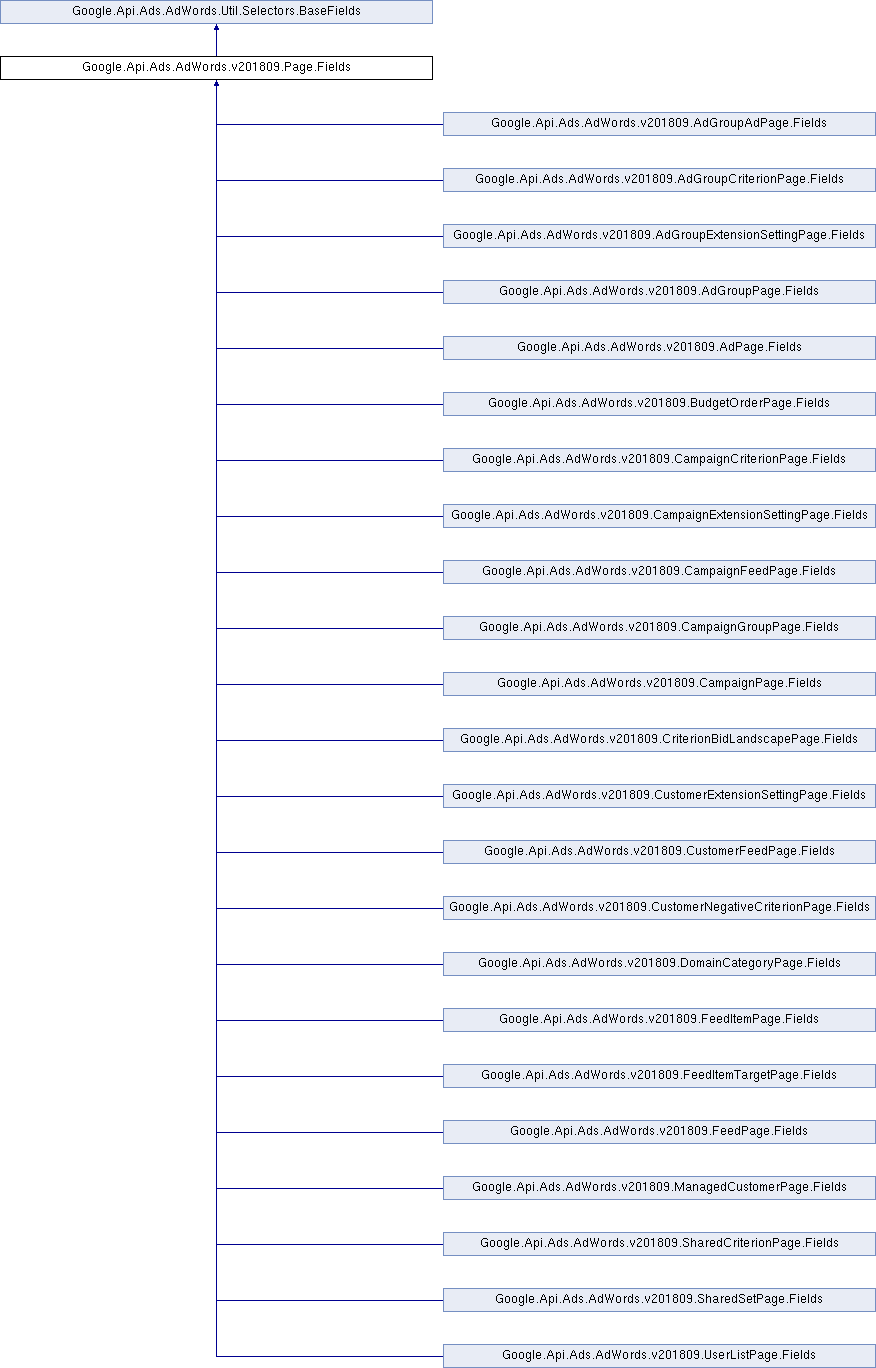 Google.Api.Ads.AdWords.Util.Selectors.BaseFields
Google.Api.Ads.AdWords.v201809.Page.Fields
Google.Api.Ads.AdWords.v201809.AdGroupAdPage.Fields
Google.Api.Ads.AdWords.v201809.AdGroupCriterionPage.Fields
Google.Api.Ads.AdWords.v201809.AdGroupExtensionSettingPage.Fields
Google.Api.Ads.AdWords.v201809.AdGroupPage.Fields
Google.Api.Ads.AdWords.v201809.AdPage.Fields
Google.Api.Ads.AdWords.v201809.BudgetOrderPage.Fields
Google.Api.Ads.AdWords.v201809.CampaignCriterionPage.Fields
Google.Api.Ads.AdWords.v201809.CampaignExtensionSettingPage.Fields
Google.Api.Ads.AdWords.v201809.CampaignFeedPage.Fields
Google.Api.Ads.AdWords.v201809.CampaignGroupPage.Fields
Google.Api.Ads.AdWords.v201809.CampaignPage.Fields
Google.Api.Ads.AdWords.v201809.CriterionBidLandscapePage.Fields
Google.Api.Ads.AdWords.v201809.CustomerExtensionSettingPage.Fields
Google.Api.Ads.AdWords.v201809.CustomerFeedPage.Fields
Google.Api.Ads.AdWords.v201809.CustomerNegativeCriterionPage.Fields
Google.Api.Ads.AdWords.v201809.DomainCategoryPage.Fields
Google.Api.Ads.AdWords.v201809.FeedItemPage.Fields
Google.Api.Ads.AdWords.v201809.FeedItemTargetPage.Fields
Google.Api.Ads.AdWords.v201809.FeedPage.Fields
Google.Api.Ads.AdWords.v201809.ManagedCustomerPage.Fields
Google.Api.Ads.AdWords.v201809.SharedCriterionPage.Fields
Google.Api.Ads.AdWords.v201809.SharedSetPage.Fields
Google.Api.Ads.AdWords.v201809.UserListPage.Fields